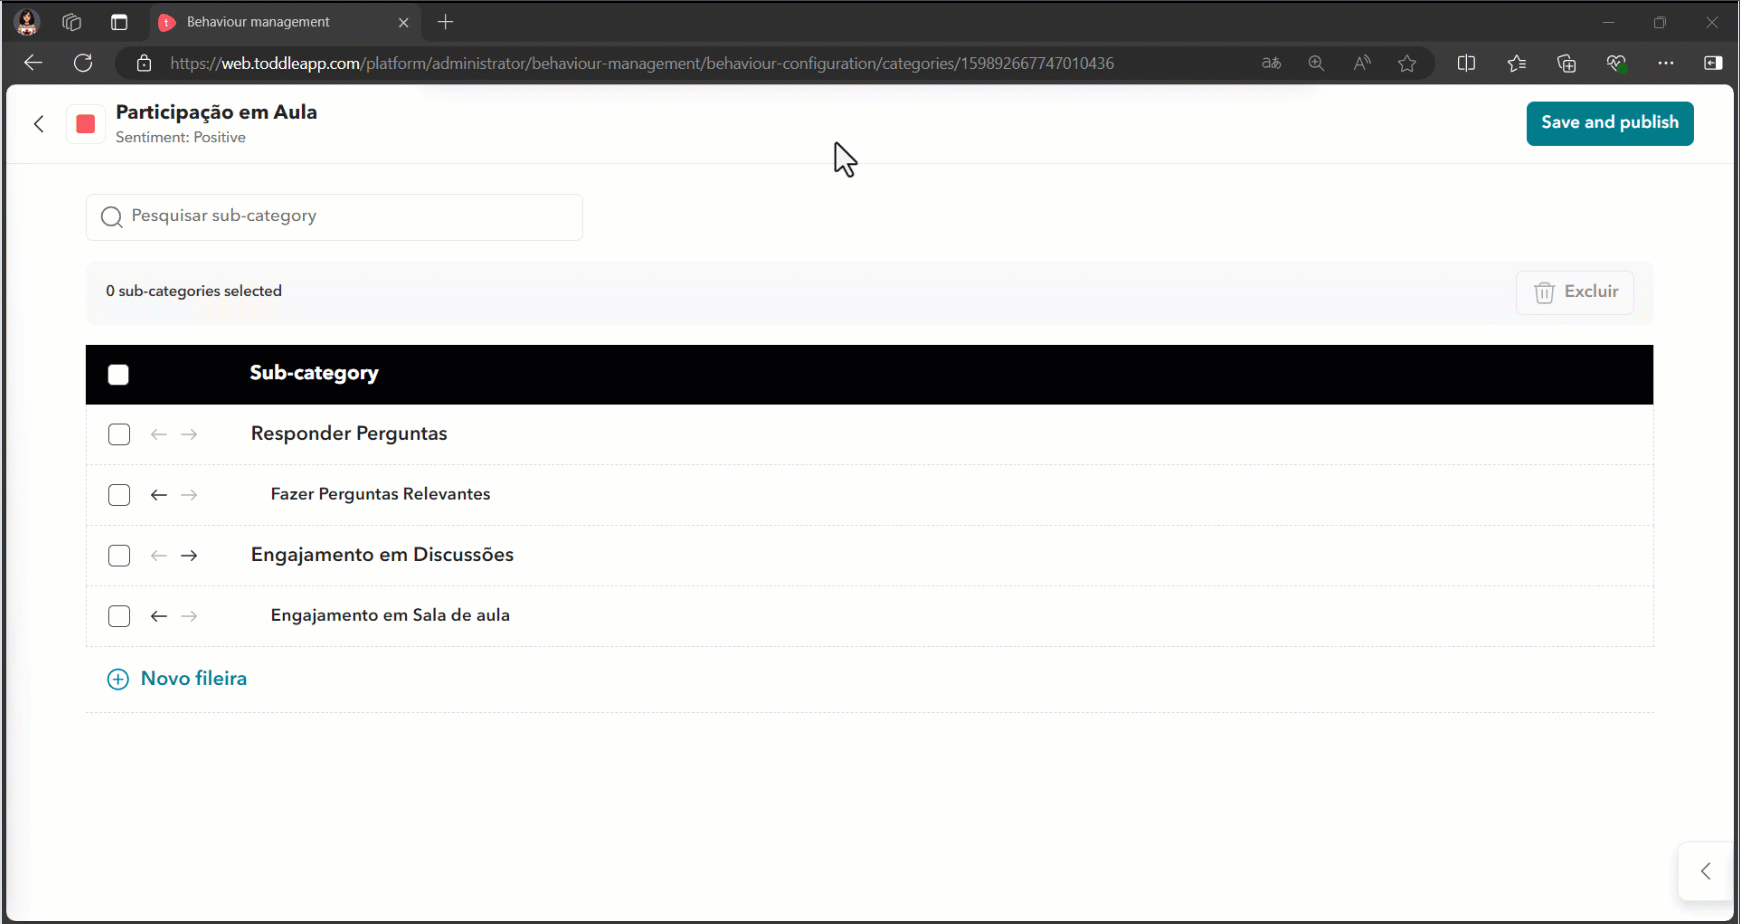 Behaviour management
https://web.toddleapp.com/platform/administrator/behaviour-management/behaviour-configuration/categories/159892667747010436
Participação em Aula
Sentiment: Positive
Save and publish
Pesquisar sub-category
0 sub-categories selected
Excluir
Sub-category
Responder Perguntas
Fazer Perguntas Relevantes
Engajamento em Discussões
Engajamento em Sala de aula
Novo fileira